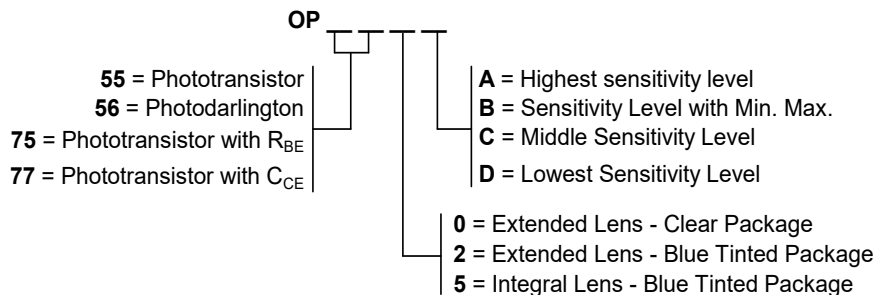 OP
55 = Phototransistor
56 = Photodarlington
75 = Phototransistor with RBE
77 = Phototransistor with CCE
A = Highest sensitivity level
B = Sensitivity Level with Min. Max.
C = Middle Sensitivity Level
D = Lowest Sensitivity Level
0 = Extended Lens - Clear Package
2 = Extended Lens - Blue Tinted Package
5 = Integral Lens - Blue Tinted Package